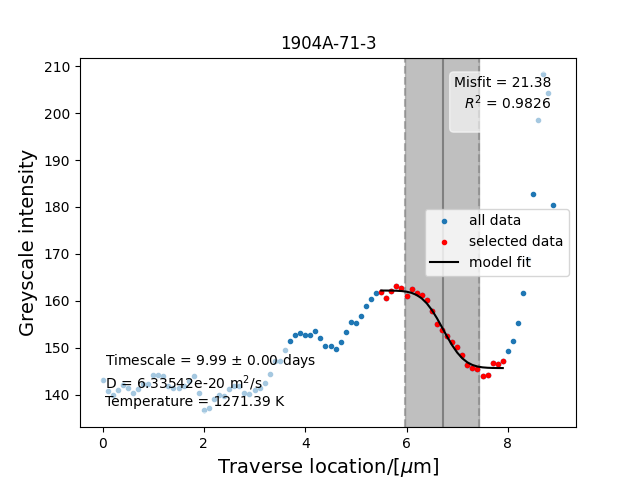 1904A-71-3
Misfit = 21.38
R² = 0.9826
all data
selected data
model fit
Timescale = 9.99 ± 0.00 days
D = 6.33542e-20 m²/s
Temperature = 1271.39 K
Greyscale intensity
210
200
190
180
170
160
150
140
0 2 4 6 8
Traverse location/[μm]